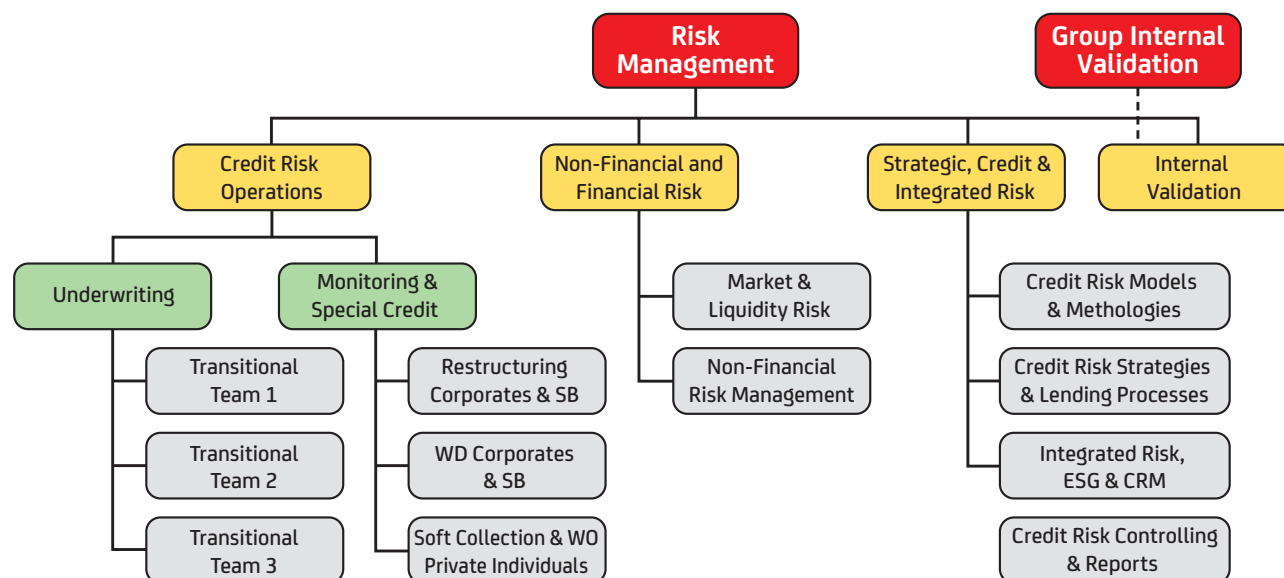 Risk
Management
Group Internal
Validation
Credit Risk
Operations
Non-Financial and
Financial Risk
Strategic, Credit &
Integrated Risk
Internal
Validation
Underwriting
Monitoring &
Special Credit
Market &
Liquidity Risk
Credit Risk Models
& Methologies
Transitional
Team 1
Restructuring
Corporates & SB
Non-Financial
Risk Management
Credit Risk Strategies
& Lending Processes
Transitional
Team 2
WD Corporates
& SB
Integrated Risk,
ESG & CRM
Transitional
Team 3
Soft Collection & WO
Private Individuals
Credit Risk Controlling
& Reports